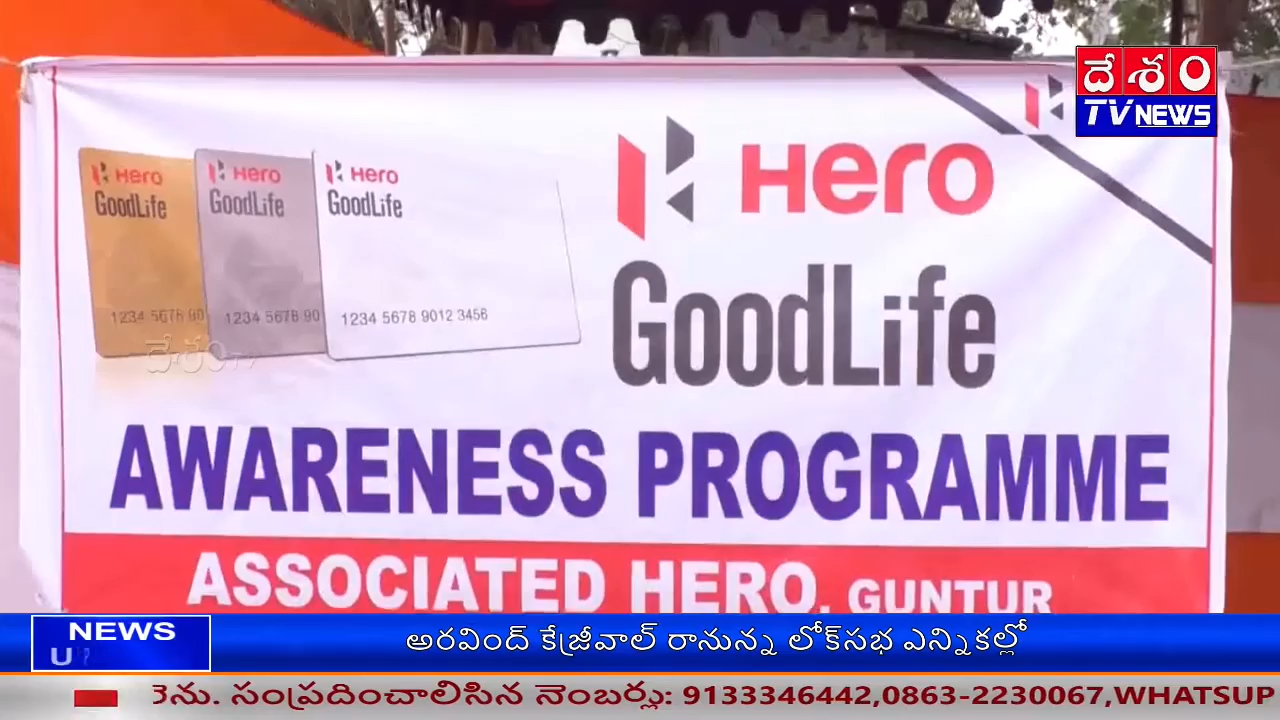 దేశం
TV NEWS
Hero
GoodLife
1234 5678 90
Hero
GoodLife
1234 5678 90
Hero
GoodLife
1234 5678 9012 3456
Hero
GoodLife
దేశం
AWARENESS PROGRAMME
ASSOCIATED HERO, GUNTUR
NEWS
U
అరవింద్ కేజ్రీవాల్ రానున్న లోక్‌సభ ఎన్నికల్లో
కెను. సంప్రదించాలిసిన నెంబర్లు: 9133346442,0863-2230067,WHATSUP